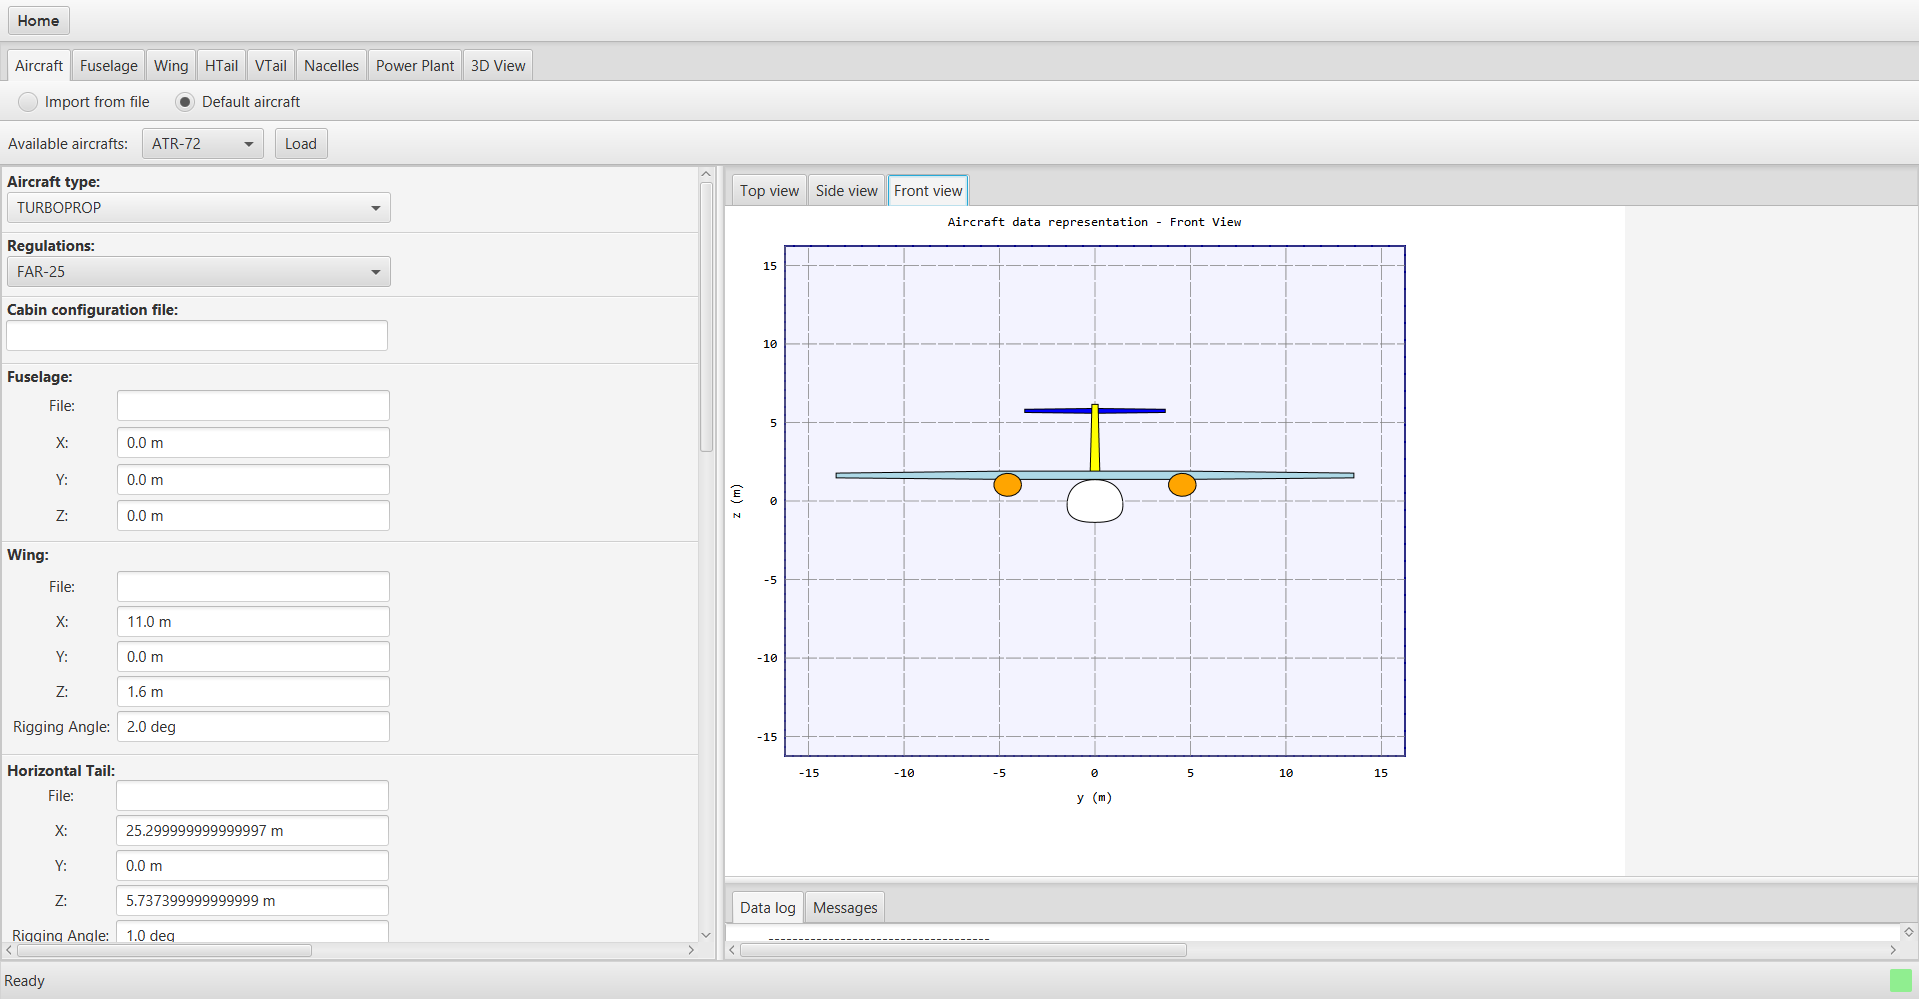 Home
Aircraft Fuselage Wing HTail VTail Nacelles Power Plant 3D View
Import from file Default aircraft
Available aircrafts: ATR-72 Load
Aircraft type:
TURBOPROP
Regulations:
FAR-25
Cabin configuration file:
Fuselage:
File:
X: 0.0 m
Y: 0.0 m
Z: 0.0 m
Wing:
File:
X: 11.0 m
Y: 0.0 m
Z: 1.6 m
Rigging Angle: 2.0 deg
Horizontal Tail:
File:
X: 25.299999999999997 m
Y: 0.0 m
Z: 5.737399999999999 m
Rigging Angle: 1.0 deg
Top view Side view Front view
Aircraft data representation - Front View
15
10
5
0
-5
-10
-15
z (m)
-15 -10 -5 0 5 10 15
y (m)
Data log Messages
-------------------------------------
Ready